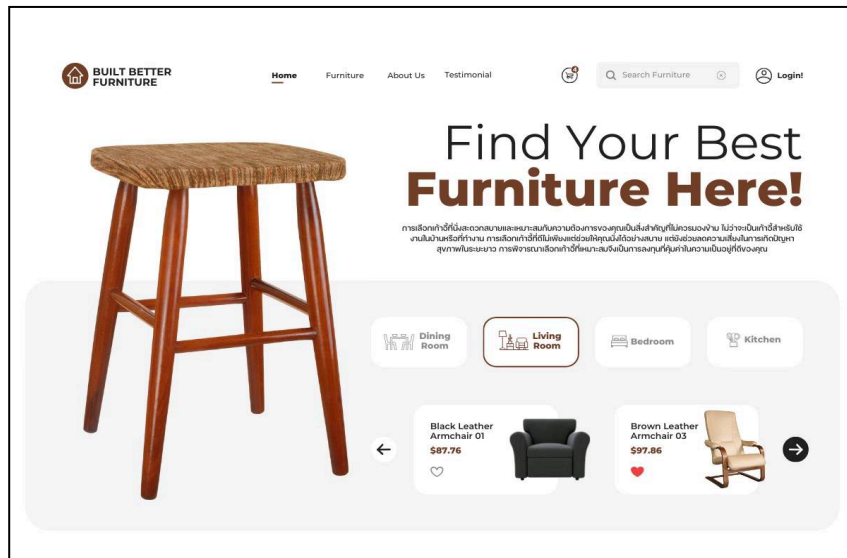 BUILT BETTER
FURNITURE
Home
Furniture
About Us
Testimonial
4
Search Furniture
Login!
Find Your Best
Furniture Here!
การเลือกเก้าอี้ที่นั่งสะดวกสบายและเหมาะสมกับความต้องการของคุณเป็นสิ่งสำคัญที่ไม่ควรมองข้าม ไม่ว่าจะเป็นเก้าอี้สำหรับใช้
งานในบ้านหรือที่ทำงาน การเลือกเก้าอี้ที่ดีไม่เพียงแต่ช่วยให้คุณนั่งได้อย่างสบาย แต่ยังช่วยลดความเสี่ยงในการเกิดปัญหา
สุขภาพในระยะยาว การพิจารณาเลือกเก้าอี้ที่เหมาะสมจึงเป็นการลงทุนที่คุ้มค่าในความเป็นอยู่ที่ดีของคุณ
Dining
Room
Living
Room
Bedroom
Kitchen
Black Leather
Armchair 01
$87.76
Brown Leather
Armchair 03
$97.86